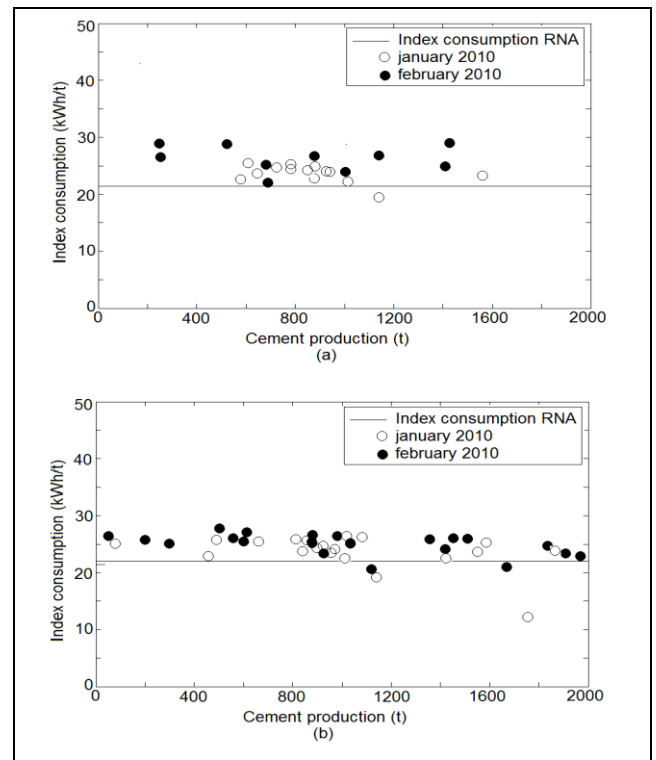 50
40
30
20
10
0
Index consumption (kWh/t)
Index consumption RNA
january 2010
february 2010
0 400 800 1200 1600 2000
Cement production (t)
(a)
50
40
30
20
10
0
Index consumption (kWh/t)
Index consumption RNA
january 2010
february 2010
0 400 800 1200 1600 2000
Cement production (t)
(b)